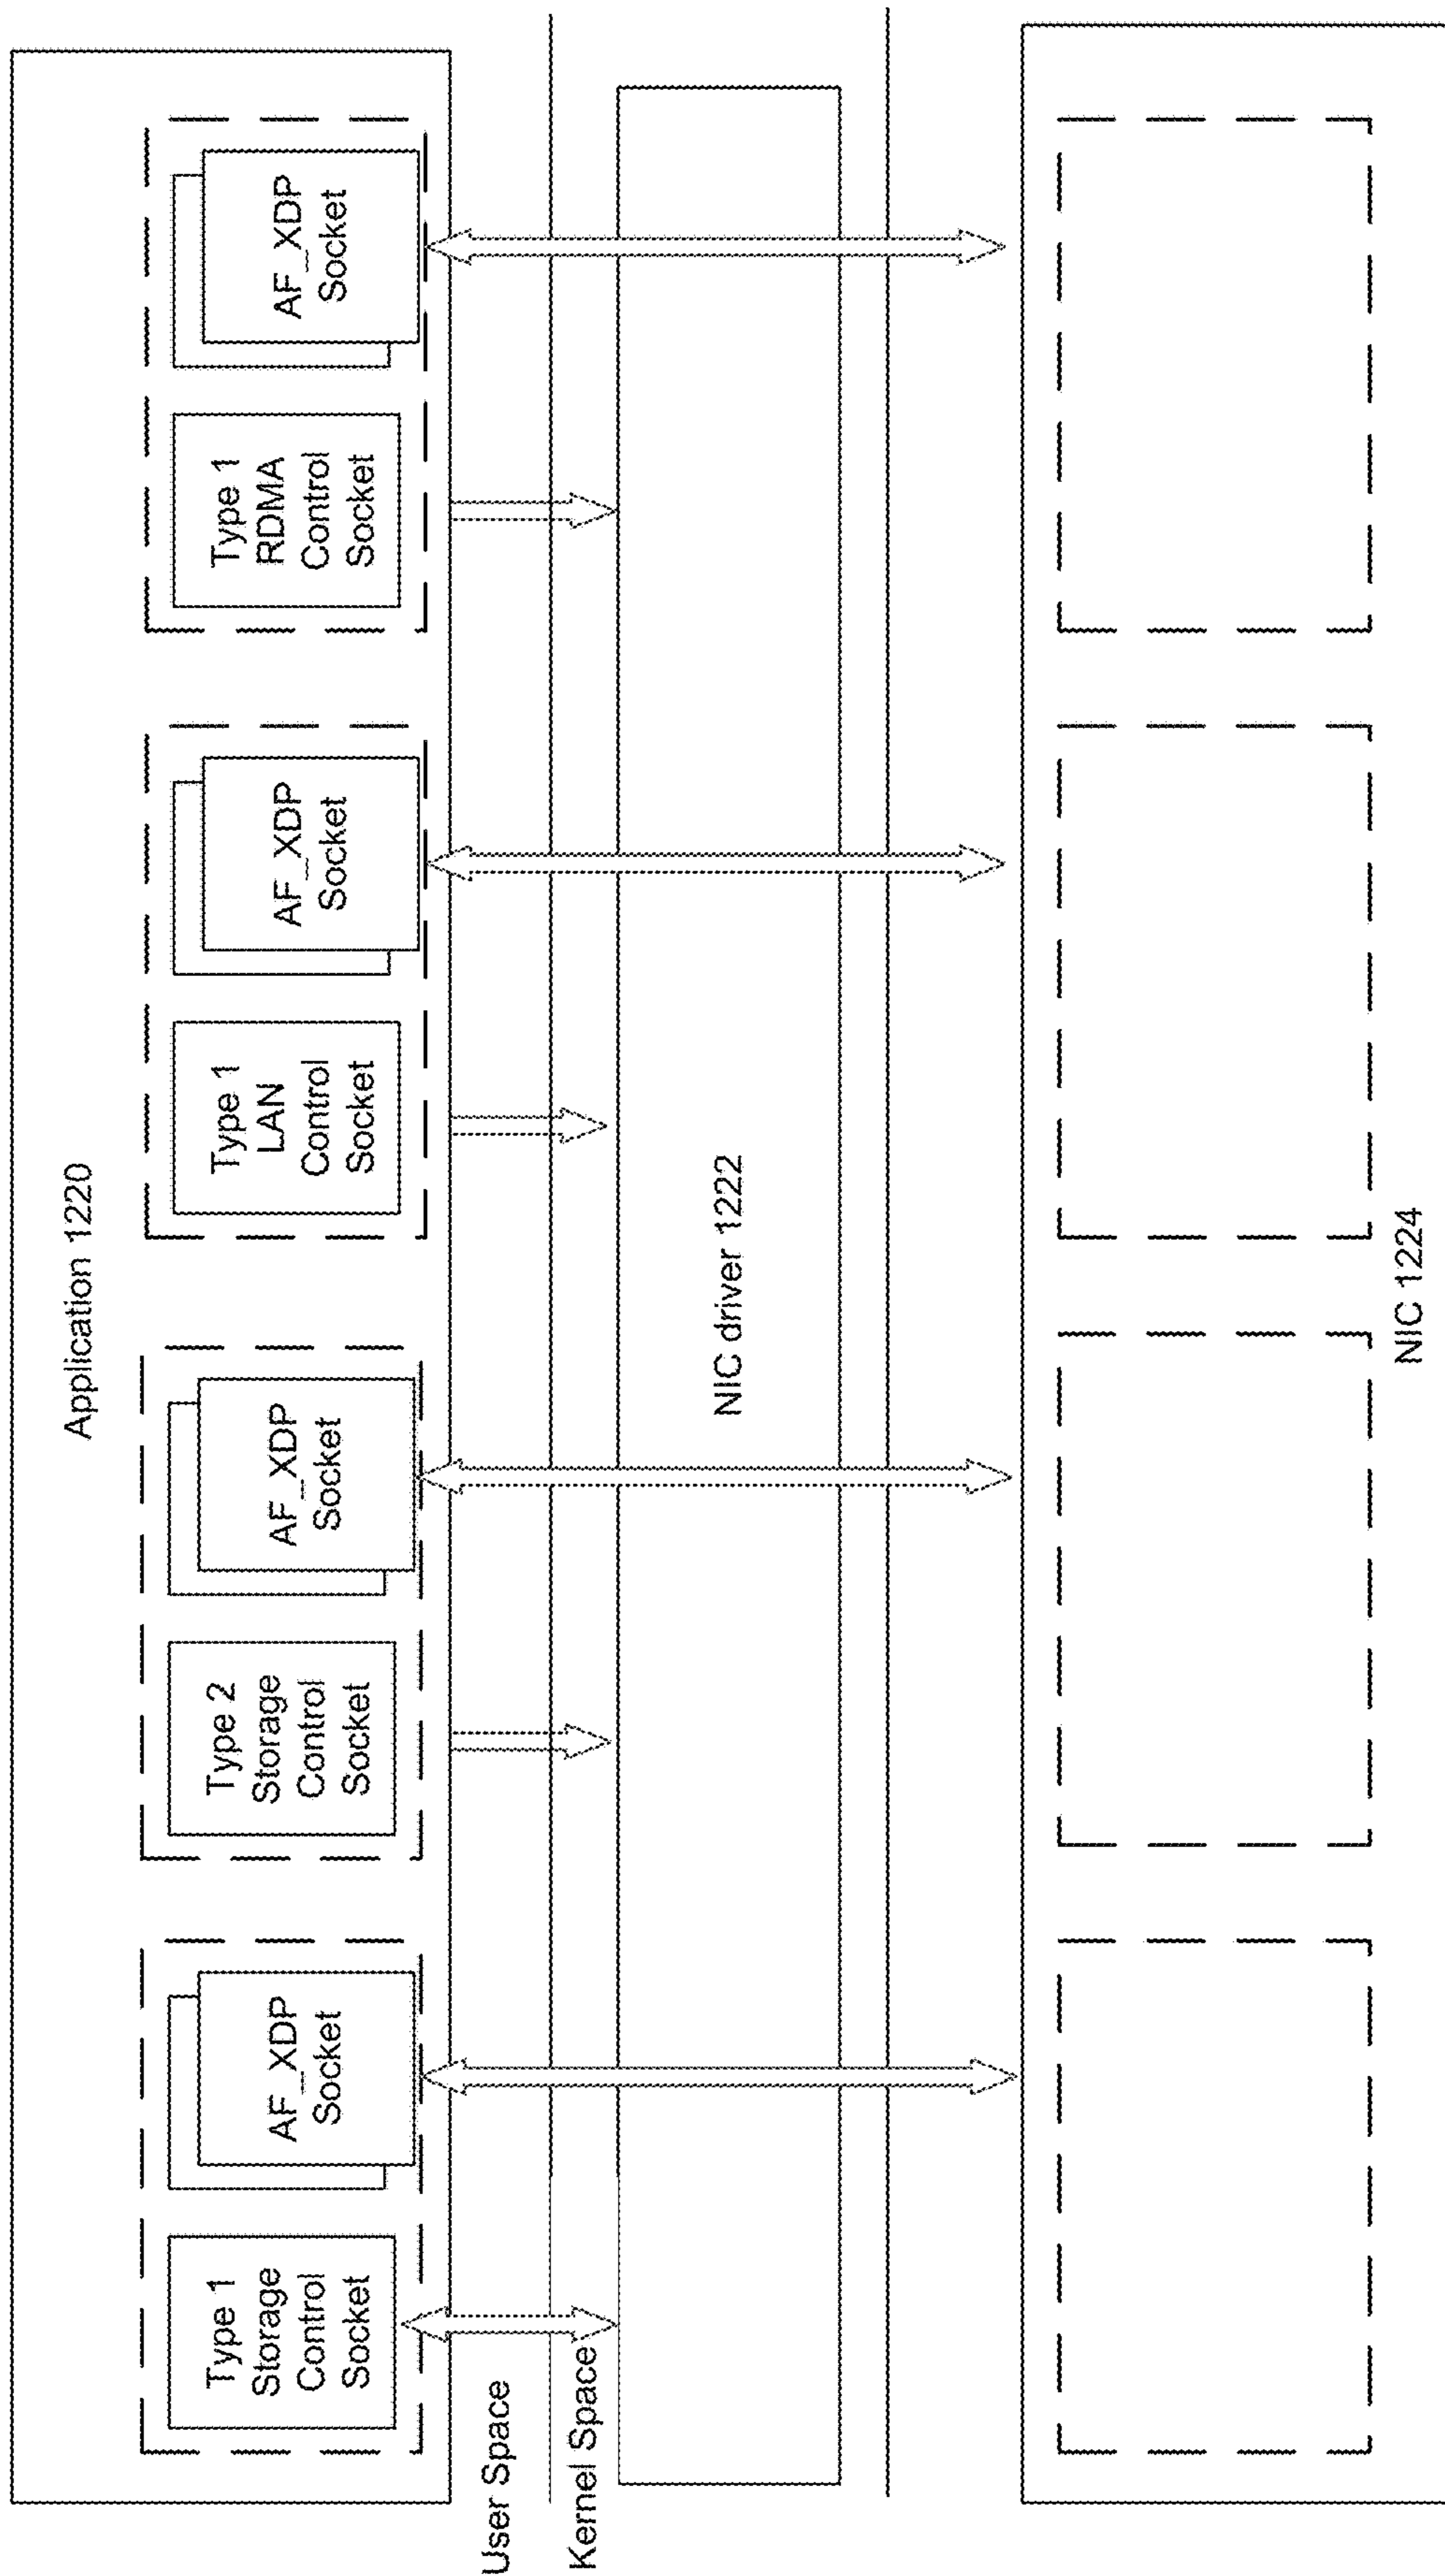 Application 1220
Type 1
Storage
Control
Socket
AF_XDP
Socket
Type 2
Storage
Control
Socket
AF_XDP
Socket
Type 1
LAN
Control
Socket
AF_XDP
Socket
Type 1
RDMA
Control
Socket
AF_XDP
Socket
User Space
Kernel Space
NIC driver 1222
NIC 1224